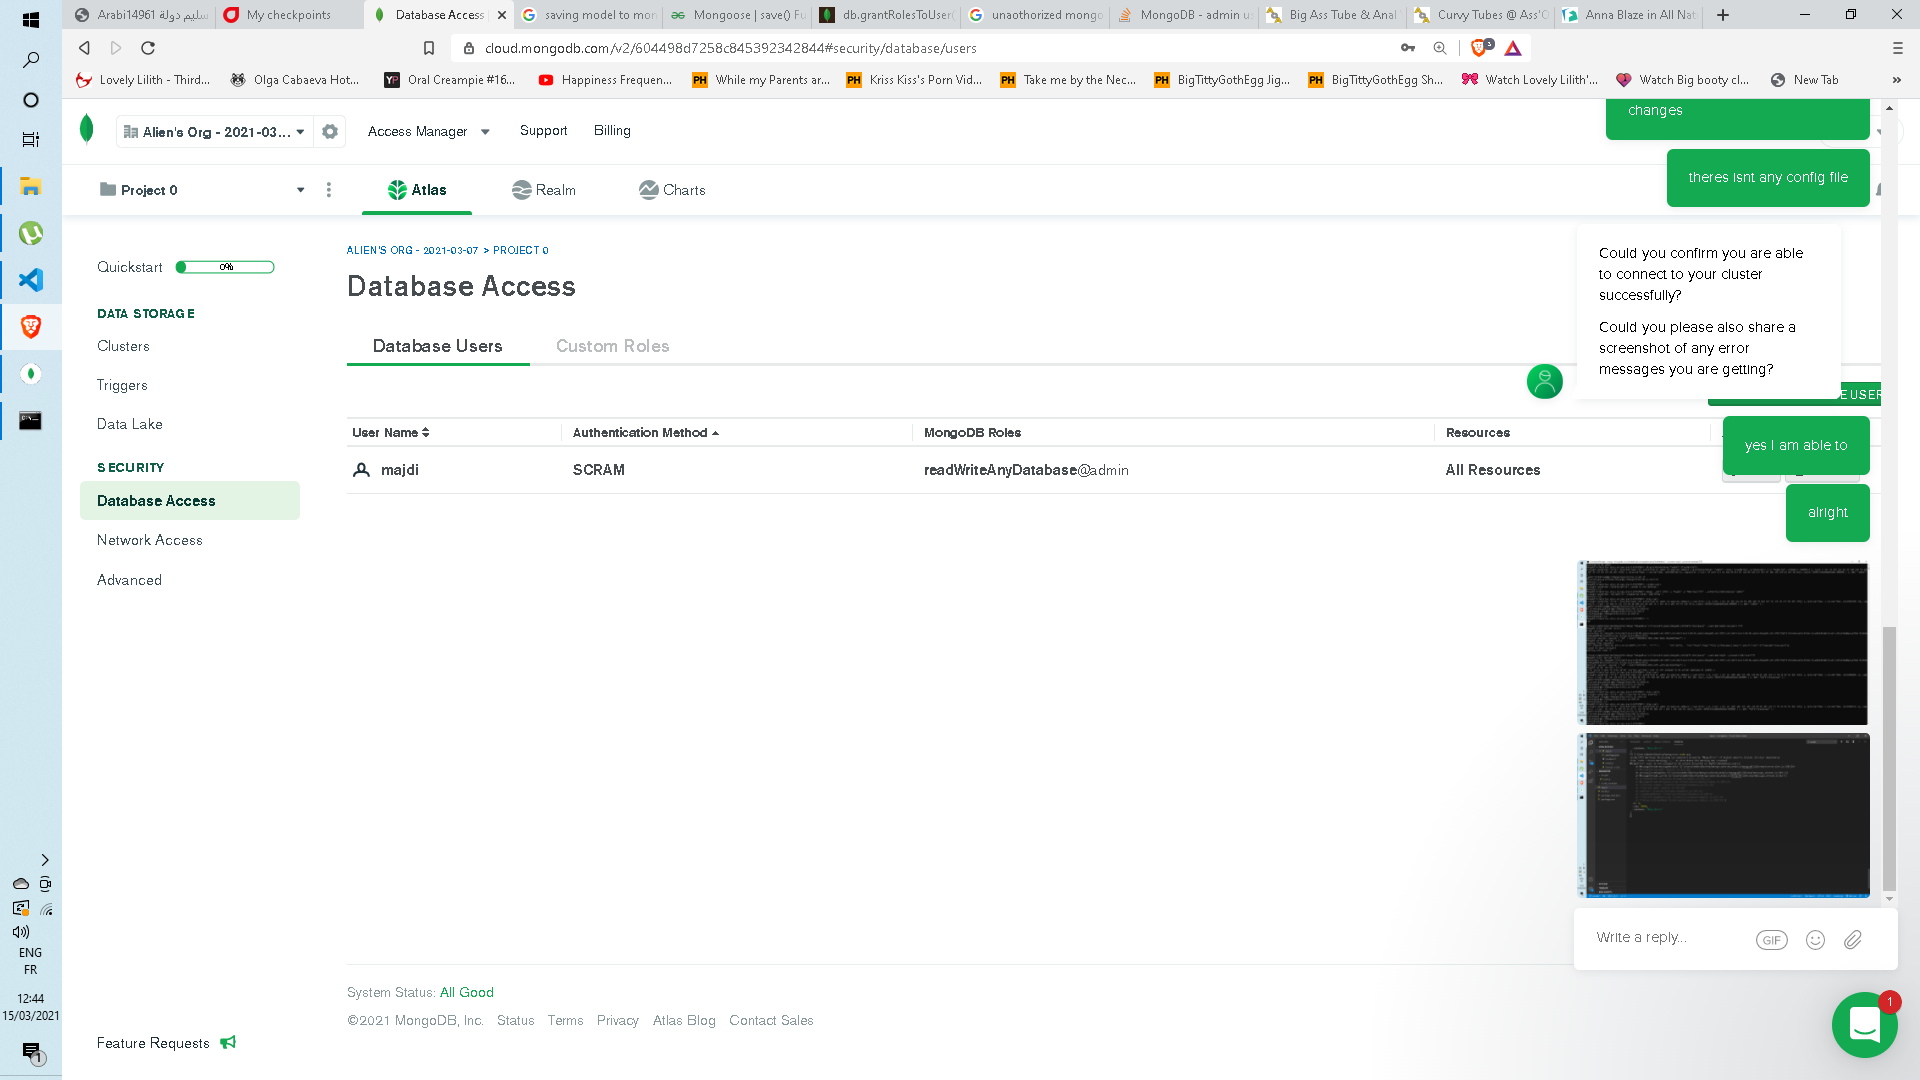 Arabi14961 سليم دولة
My checkpoints
Database Access |
saving model to mon
Mongoose | save() Fu
db.grantRolesToUser(
unaothorized mongo
MongoDB - admin u
Big Ass Tube & Anal
Curvy Tubes @ Ass'O
Anna Blaze in All Nat
cloud.mongodb.com/v2/604498d7258c845392342844#security/database/users
3
Lovely Lilith - Third...
Olga Cabaeva Hot...
Oral Creampie #16...
Happiness Frequen...
While my Parents ar...
Kriss Kiss's Porn Vid...
Take me by the Nec...
BigTittyGothEgg Jig...
BigTittyGothEgg Sh...
Watch Lovely Lilith'...
Watch Big booty cl...
New Tab
»
Alien's Org - 2021-03...
Access Manager
Support
Billing
changes
Project 0
Atlas
Realm
Charts
theres isnt any config file
ALIEN'S ORG - 2021-03-07 > PROJECT 0
Database Access
Quickstart
0%
DATA STORAGE
Clusters
Triggers
Data Lake
SECURITY
Database Access
Network Access
Advanced
Database Users
Custom Roles
Could you confirm you are able
to connect to your cluster
successfully?
Could you please also share a
screenshot of any error
messages you are getting?
E USER
User Name
Authentication Method
MongoDB Roles
Resources
majdi
SCRAM
readWriteAnyDatabase@admin
All Resources
yes I am able to
alright
Write a reply...
GIF
1
System Status: All Good
©2021 MongoDB, Inc.
Status
Terms
Privacy
Atlas Blog
Contact Sales
Feature Requests
ENG
FR
12:44
15/03/2021
1